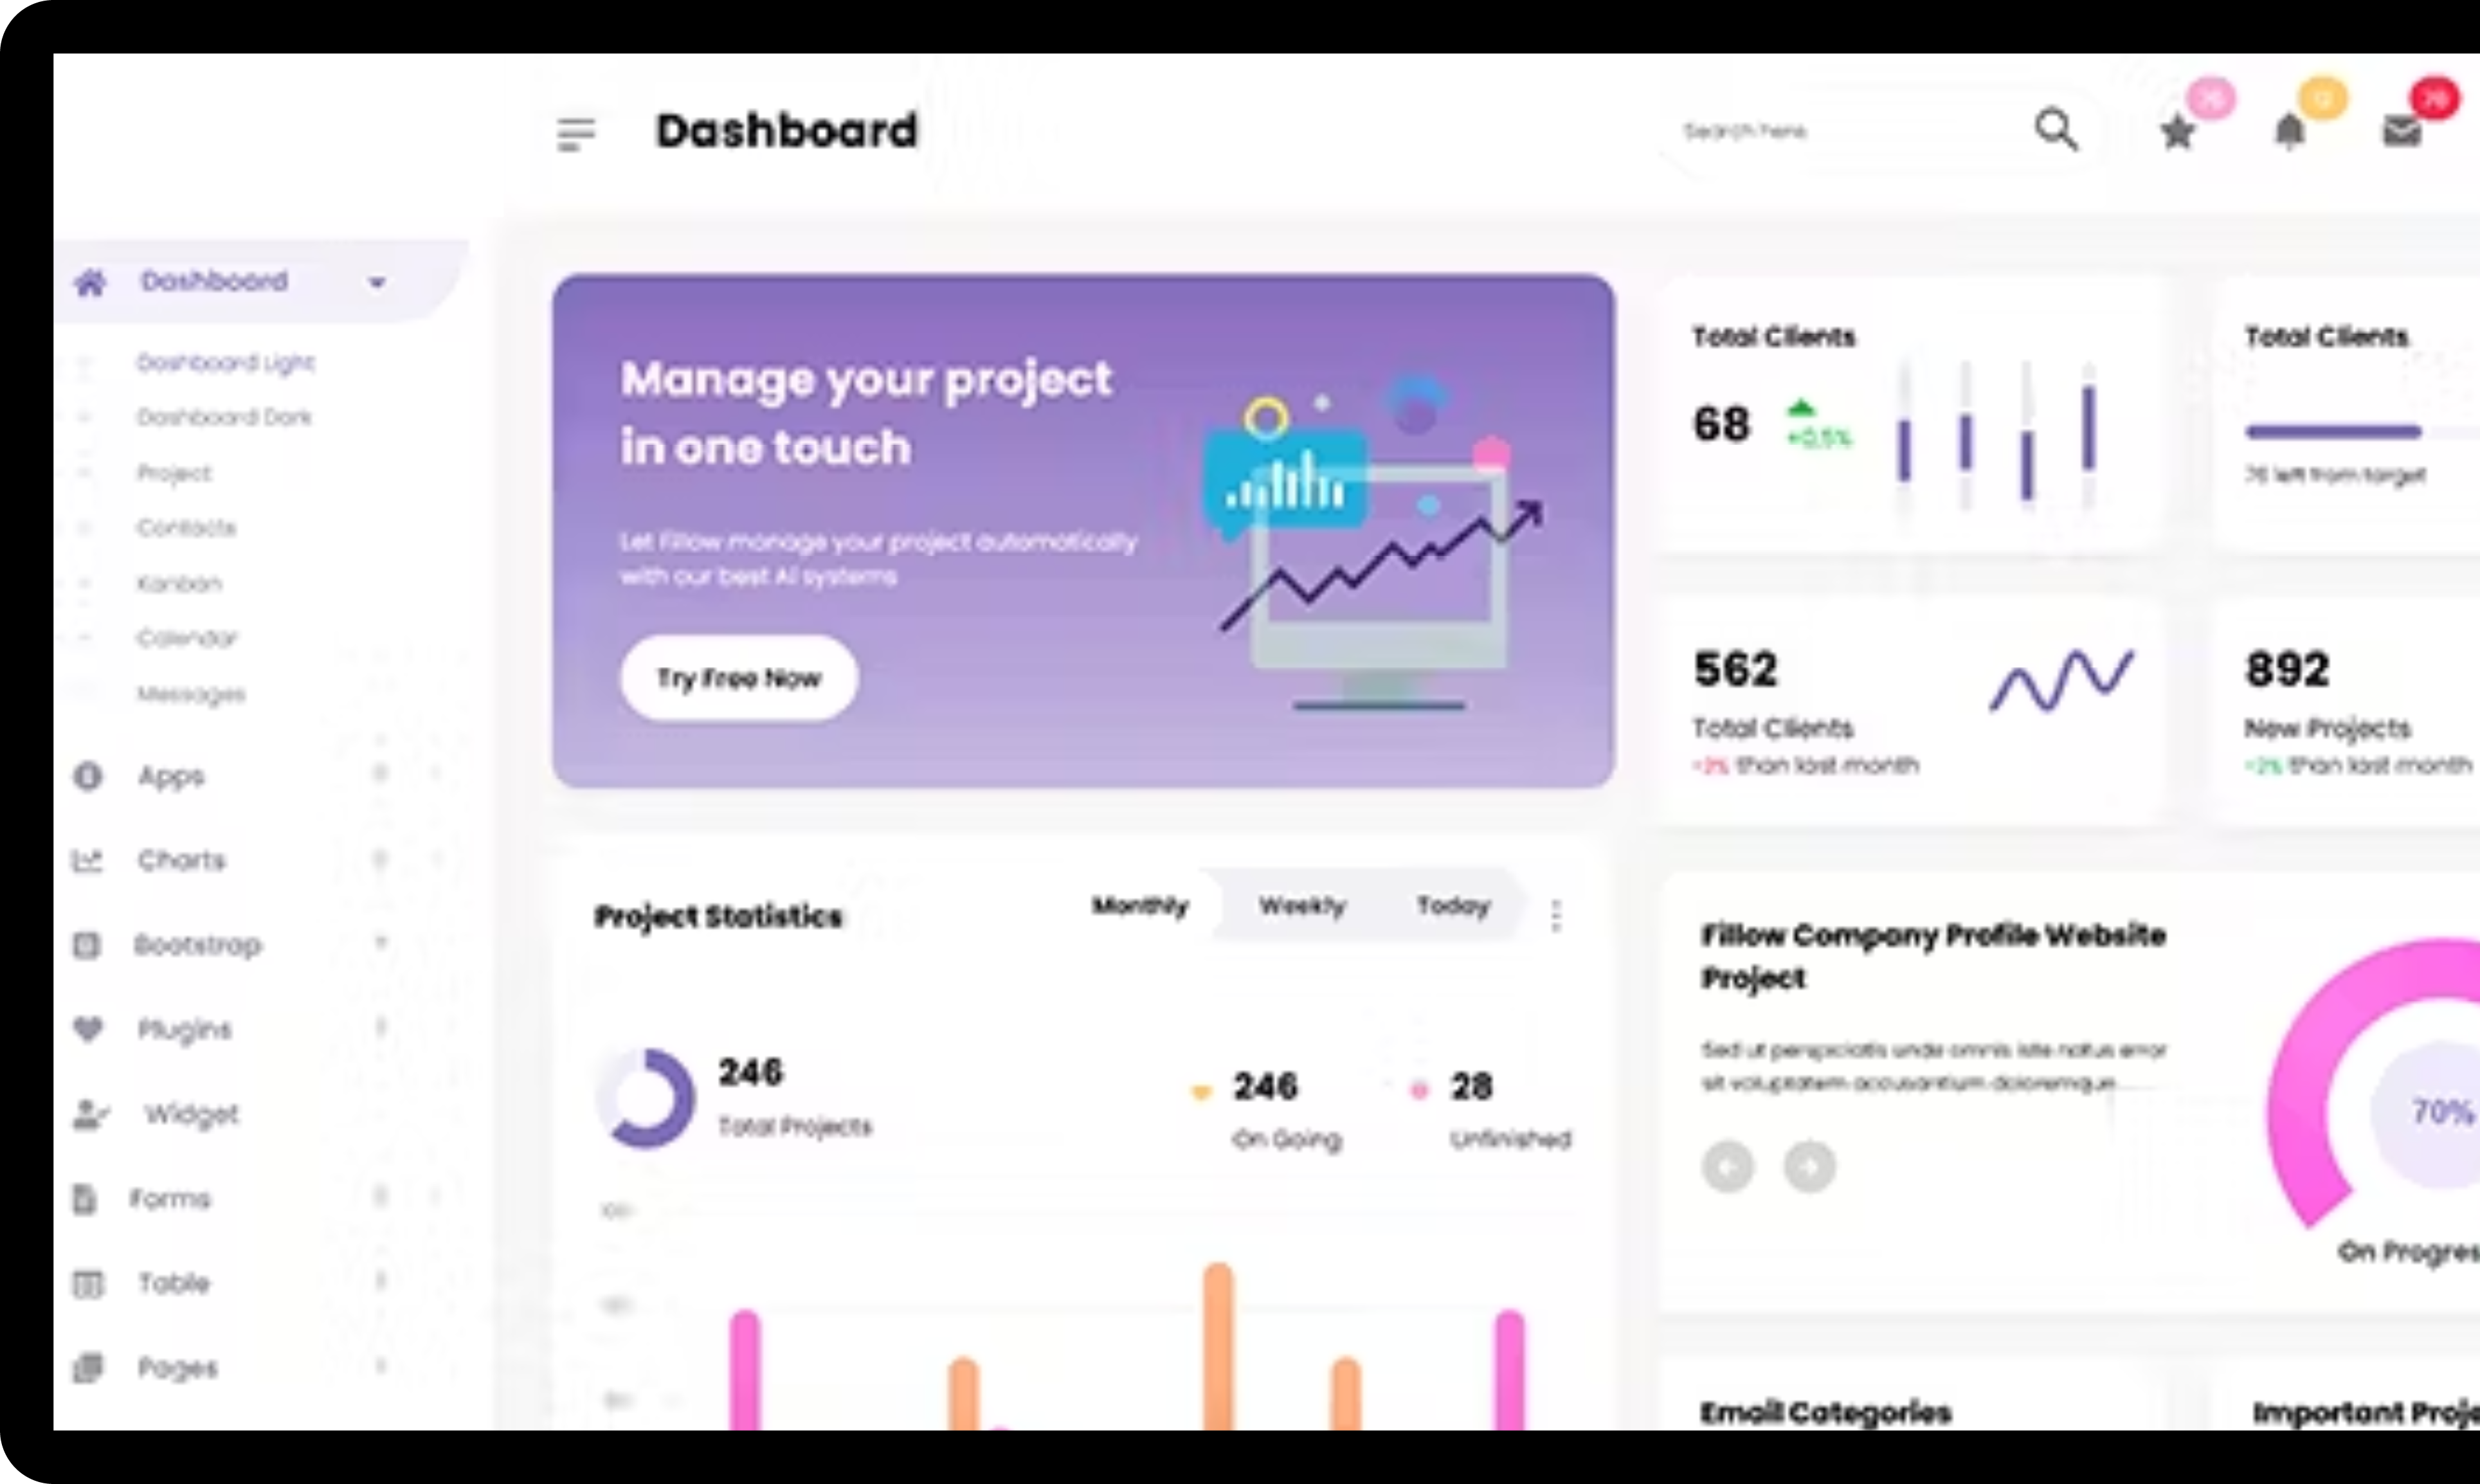 Dashboard
Search here
Dashboard
Dashboard Light
Dashboard Dark
Project
Contacts
Kanban
Calendar
Messages
Apps
Charts
Bootstrap
Plugins
Widget
Forms
Table
Pages
Manage your project
in one touch
Let Fillow manage your project automatically
with our best AI systems
Try Free Now
Total Clients
68
+0,5%
Total Clients
left from target
562
Total Clients
-2% than last month
892
New Projects
than last month
Project Statistics
Monthly
Weekly
Today
246
Total Projects
246
On Going
28
Unfinished
Fillow Company Profile Website
Project
Sed ut perspiciatis unde omnis iste natus error
sit voluptatem accusantium doloremque
70%
On Progres
Email Categories
Important Proje